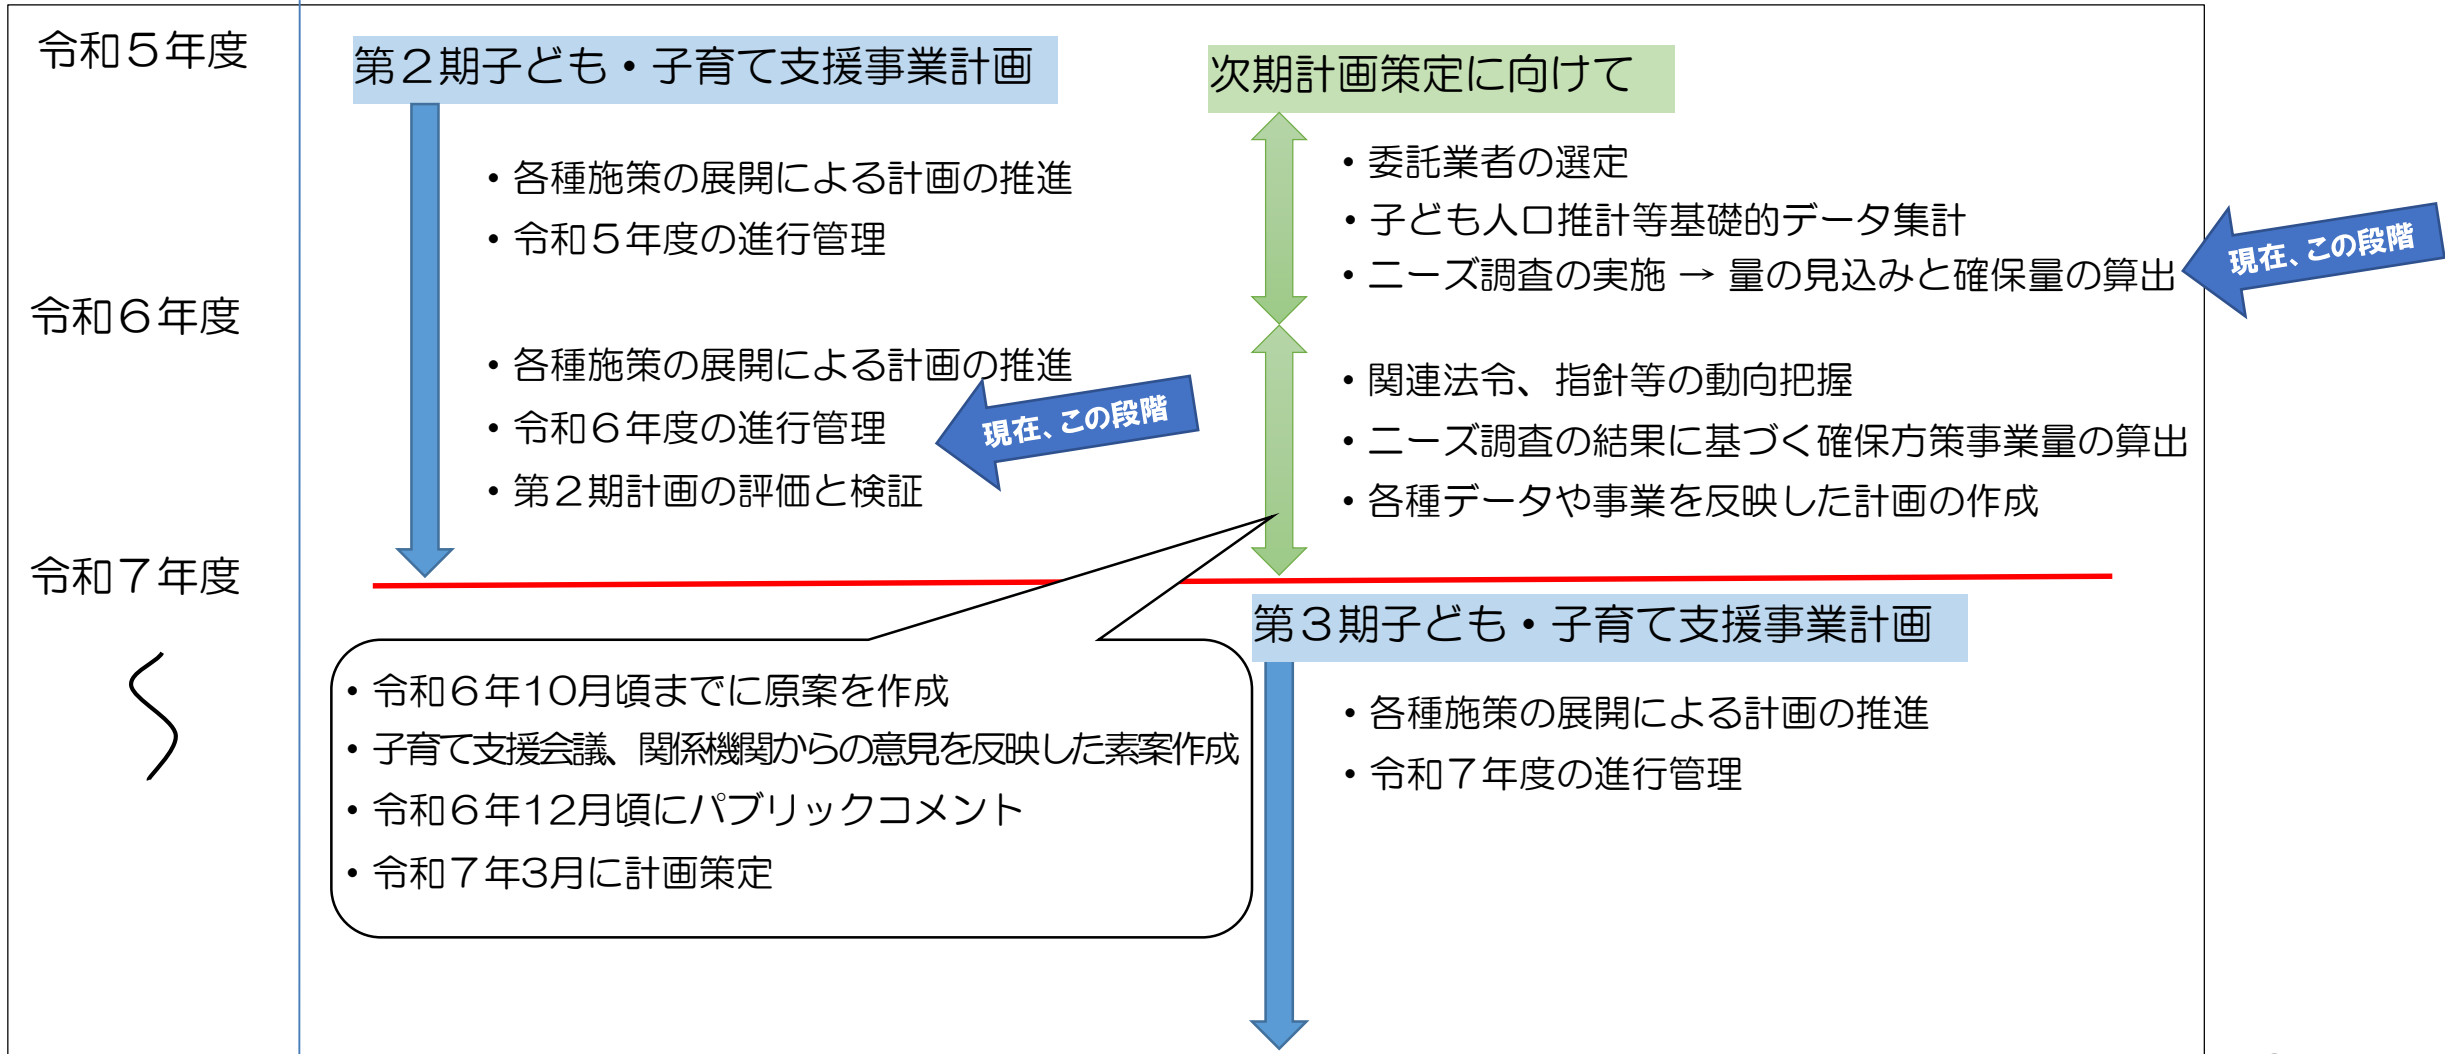 令和５年度
第２期子ども・子育て支援事業計画
・各種施策の展開による計画の推進
・令和５年度の進行管理
次期計画策定に向けて
・委託業者の選定
・子ども人口推計等基礎的データ集計
・ニーズ調査の実施 → 量の見込みと確保量の算出
現在、この段階
令和６年度
・各種施策の展開による計画の推進
・令和６年度の進行管理
・第２期計画の評価と検証
現在、この段階
・関連法令、指針等の動向把握
・ニーズ調査の結果に基づく確保方策事業量の算出
・各種データや事業を反映した計画の作成
令和７年度
・令和６年10月頃までに原案を作成
・子育て支援会議、関係機関からの意見を反映した素案作成
・令和６年12月頃にパブリックコメント
・令和７年3月に計画策定
第３期子ども・子育て支援事業計画
・各種施策の展開による計画の推進
・令和７年度の進行管理